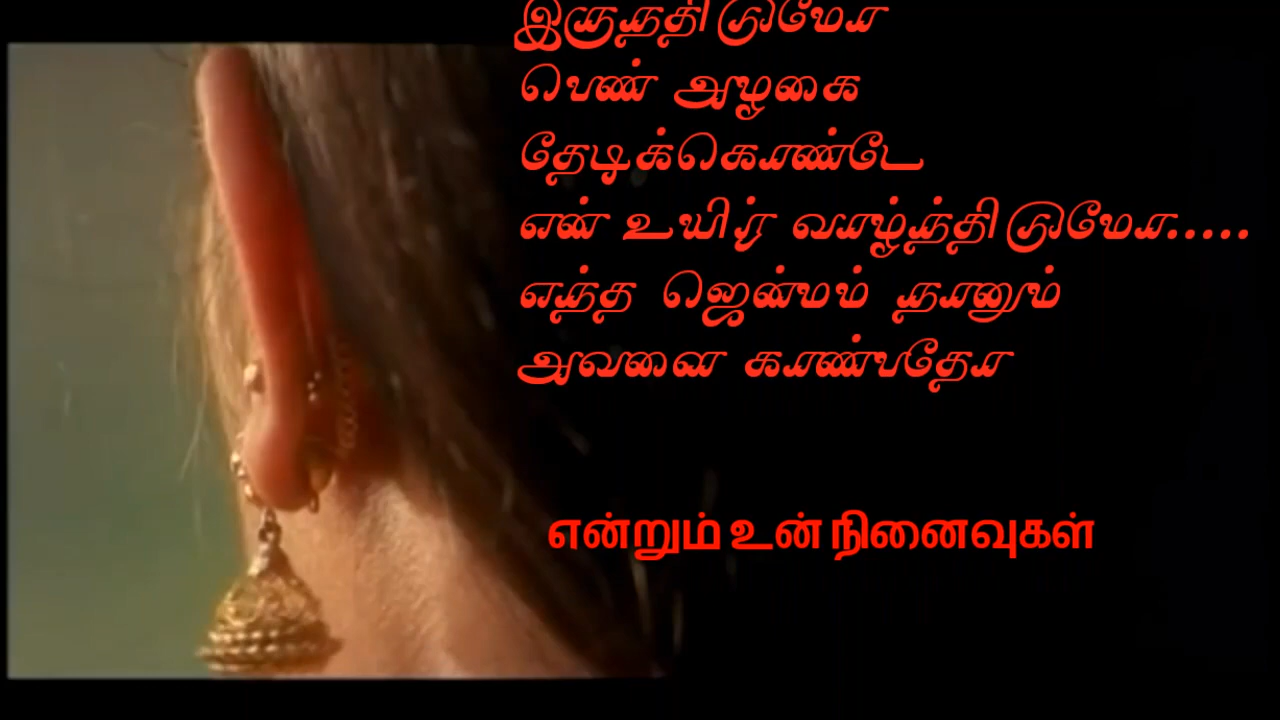 இருந்திடுமோ
பெண் அழகை
தேடிக்கொண்டே
என் உயிர் வாழ்ந்திடுமோ.....
எந்த ஜென்மம் நானும்
அவளை காண்பதோ
என்றும் உன் நினைவுகள்